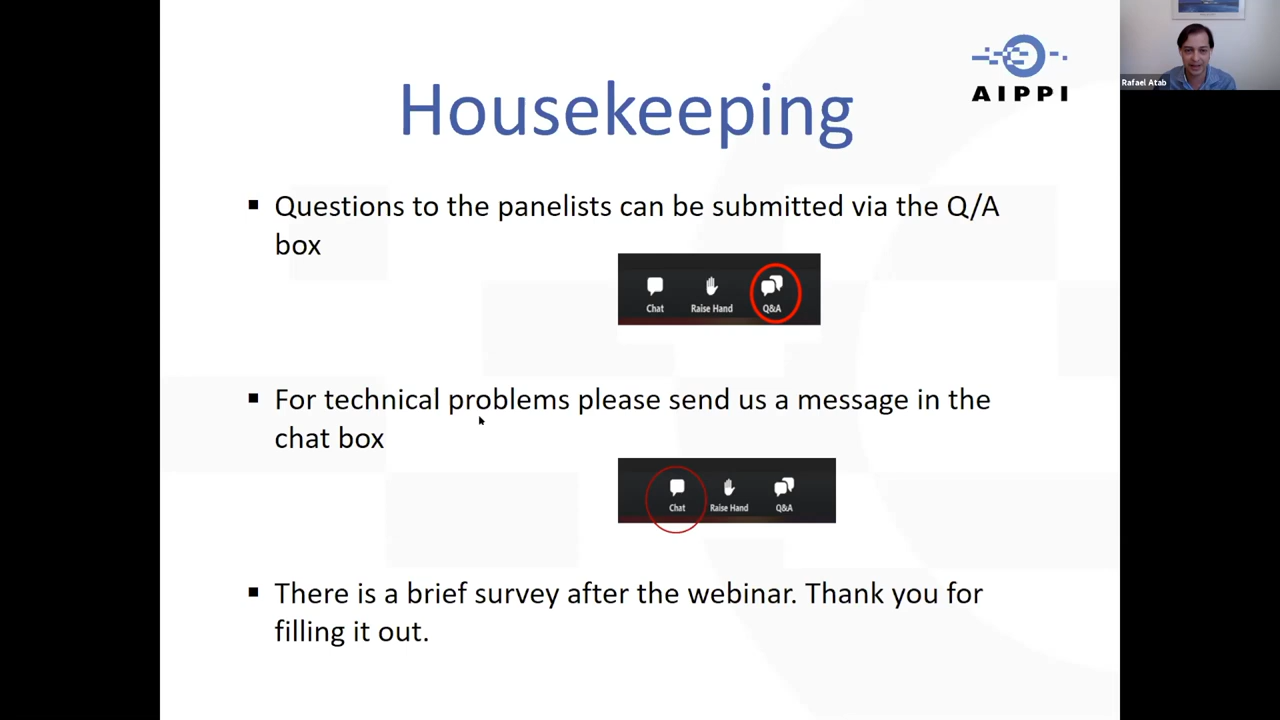 AIPPI
Rafael Atab
Housekeeping
▪ Questions to the panelists can be submitted via the Q/A
box
Chat Raise Hand Q&A
▪ For technical problems please send us a message in the
chat box
Chat Raise Hand Q&A
▪ There is a brief survey after the webinar. Thank you for
filling it out.